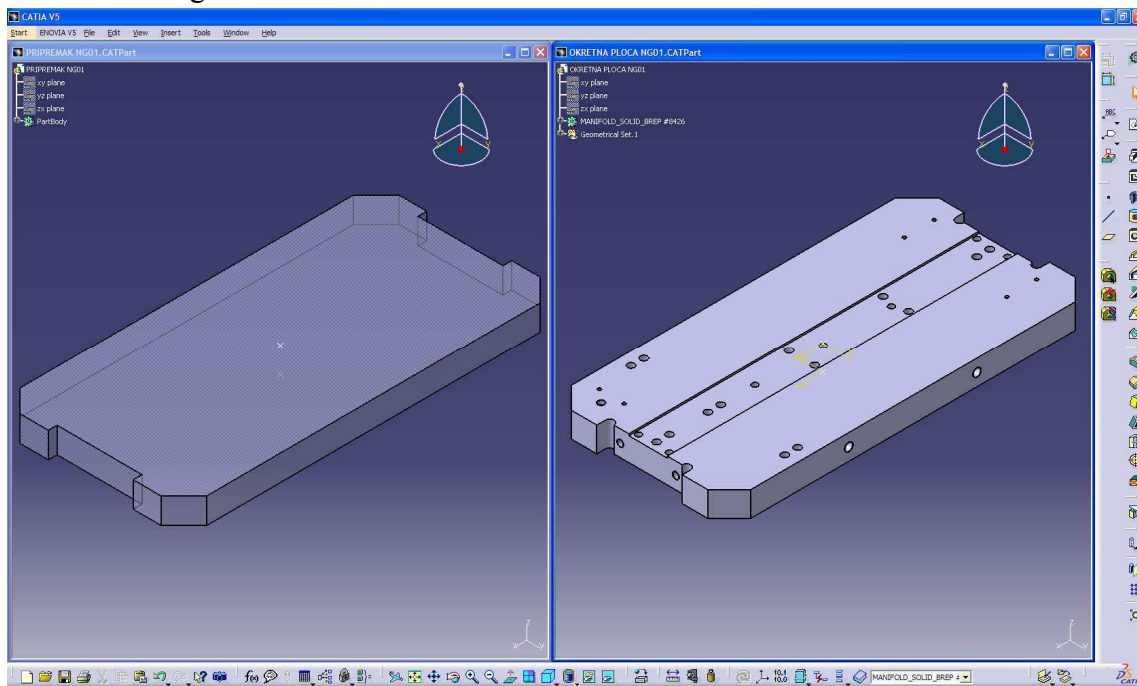 CATIA V5
Start ENOVIA V5 File Edit View Insert Tools Window Help
PRIPREMAK NG01.CATPart
PRIPREMAK NG01
xy plane
yz plane
zx plane
PartBody
OKRETNA PLOCA NG01.CATPart
OKRETNA PLOCA NG01
xy plane
yz plane
zx plane
MANIFOLD_SOLID_BREP #8426
Geometrical Set.1
MANIFOLD_SOLID_BREP